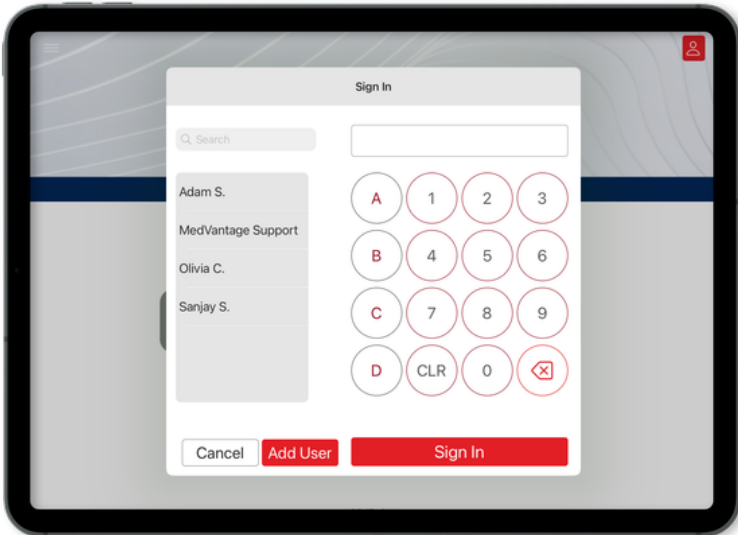 Sign In
Search
Adam S.
MedVantage Support
Olivia C.
Sanjay S.
A 1 2 3
B 4 5 6
C 7 8 9
D CLR 0
Cancel
Add User
Sign In